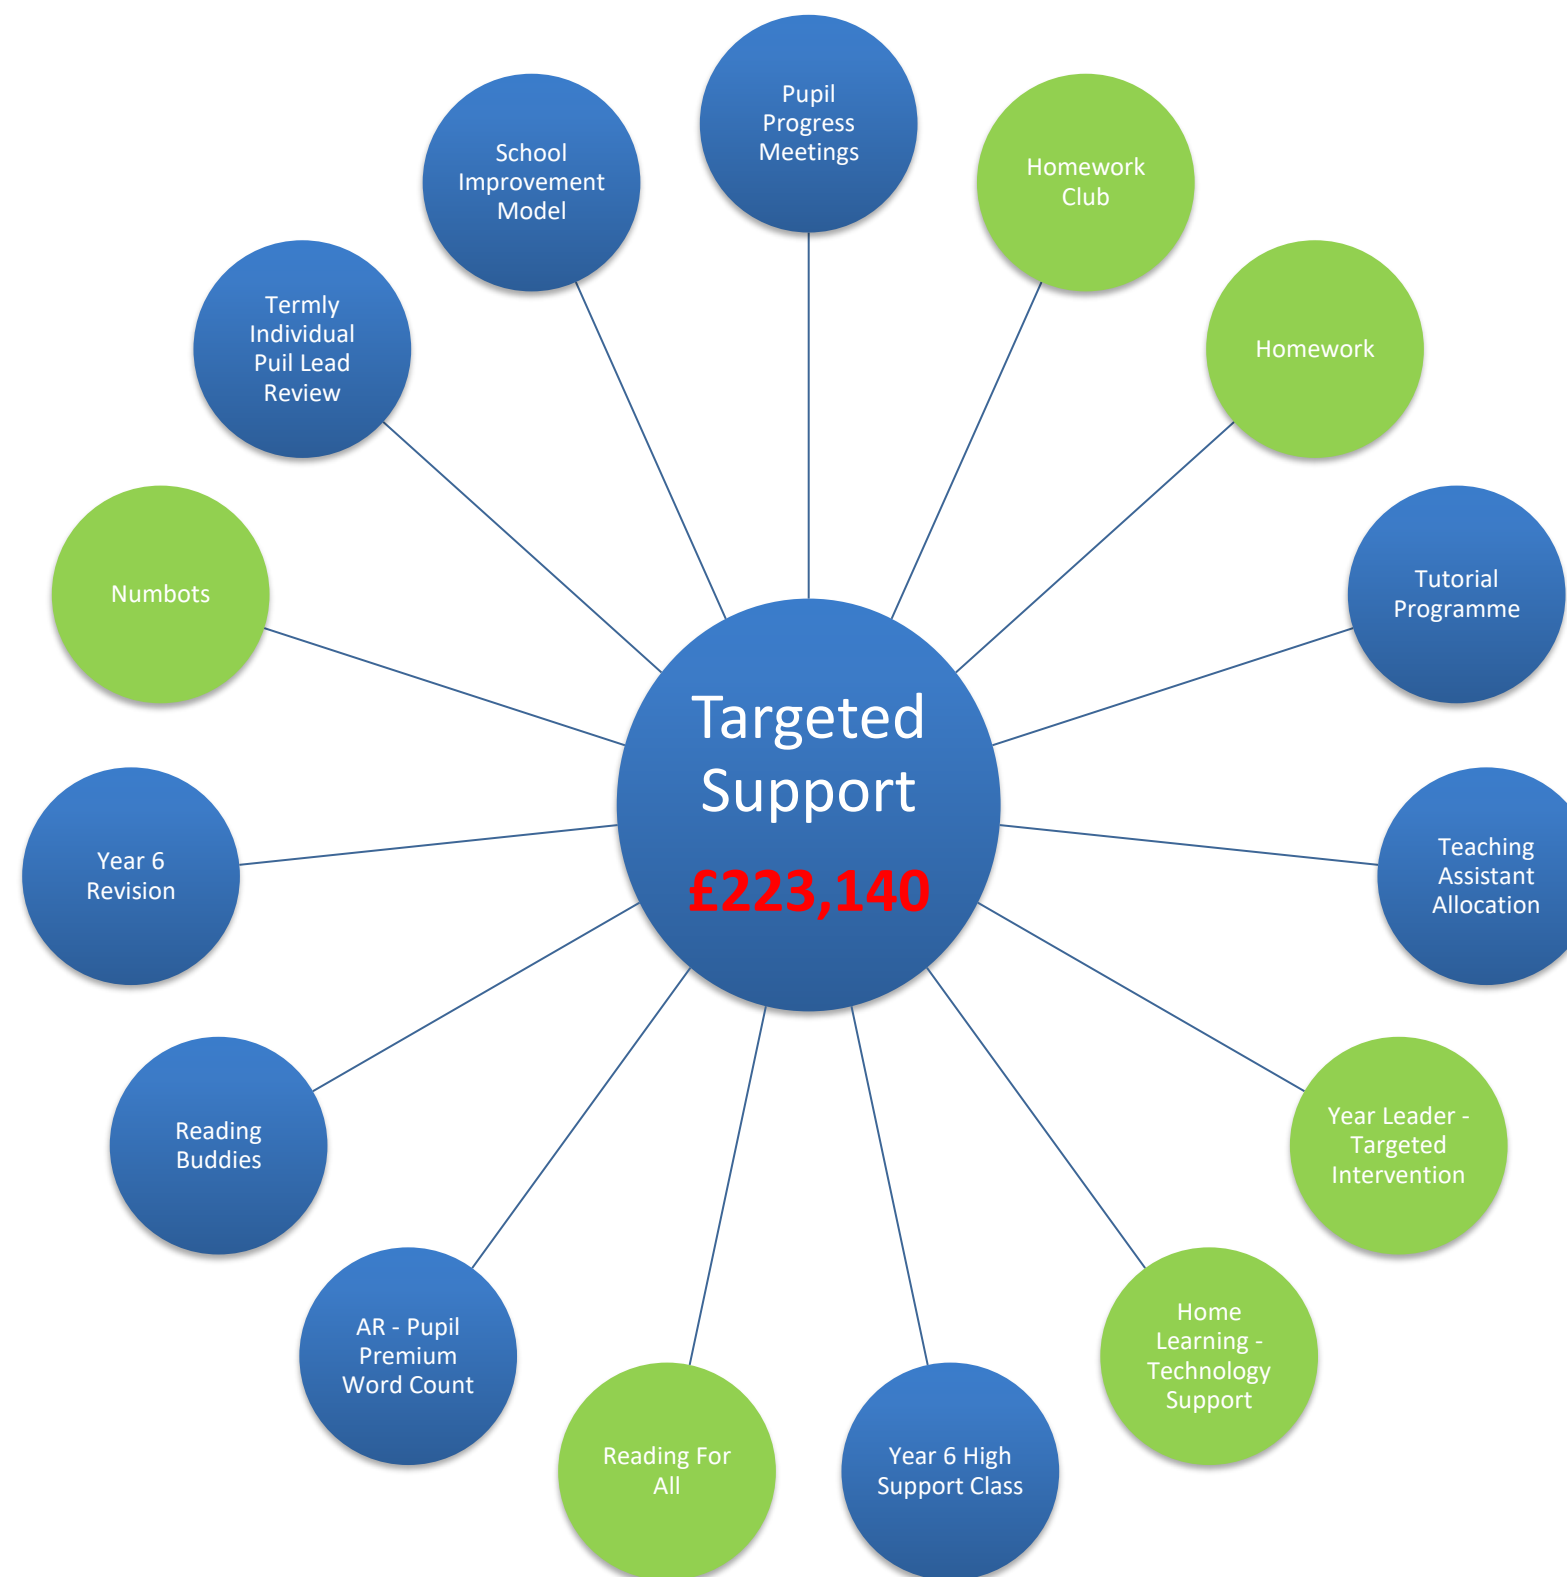 Pupil
Progress
Meetings
Homework
Club
Homework
Tutorial
Programme
Teaching
Assistant
Allocation
Year Leader -
Targeted
Intervention
Home
Learning -
Technology
Support
Year 6 High
Support Class
Reading For
All
AR - Pupil
Premium
Word Count
Reading
Buddies
Year 6
Revision
Numbots
Termly
Individual
Puil Lead
Review
School
Improvement
Model
Targeted
Support
£223,140